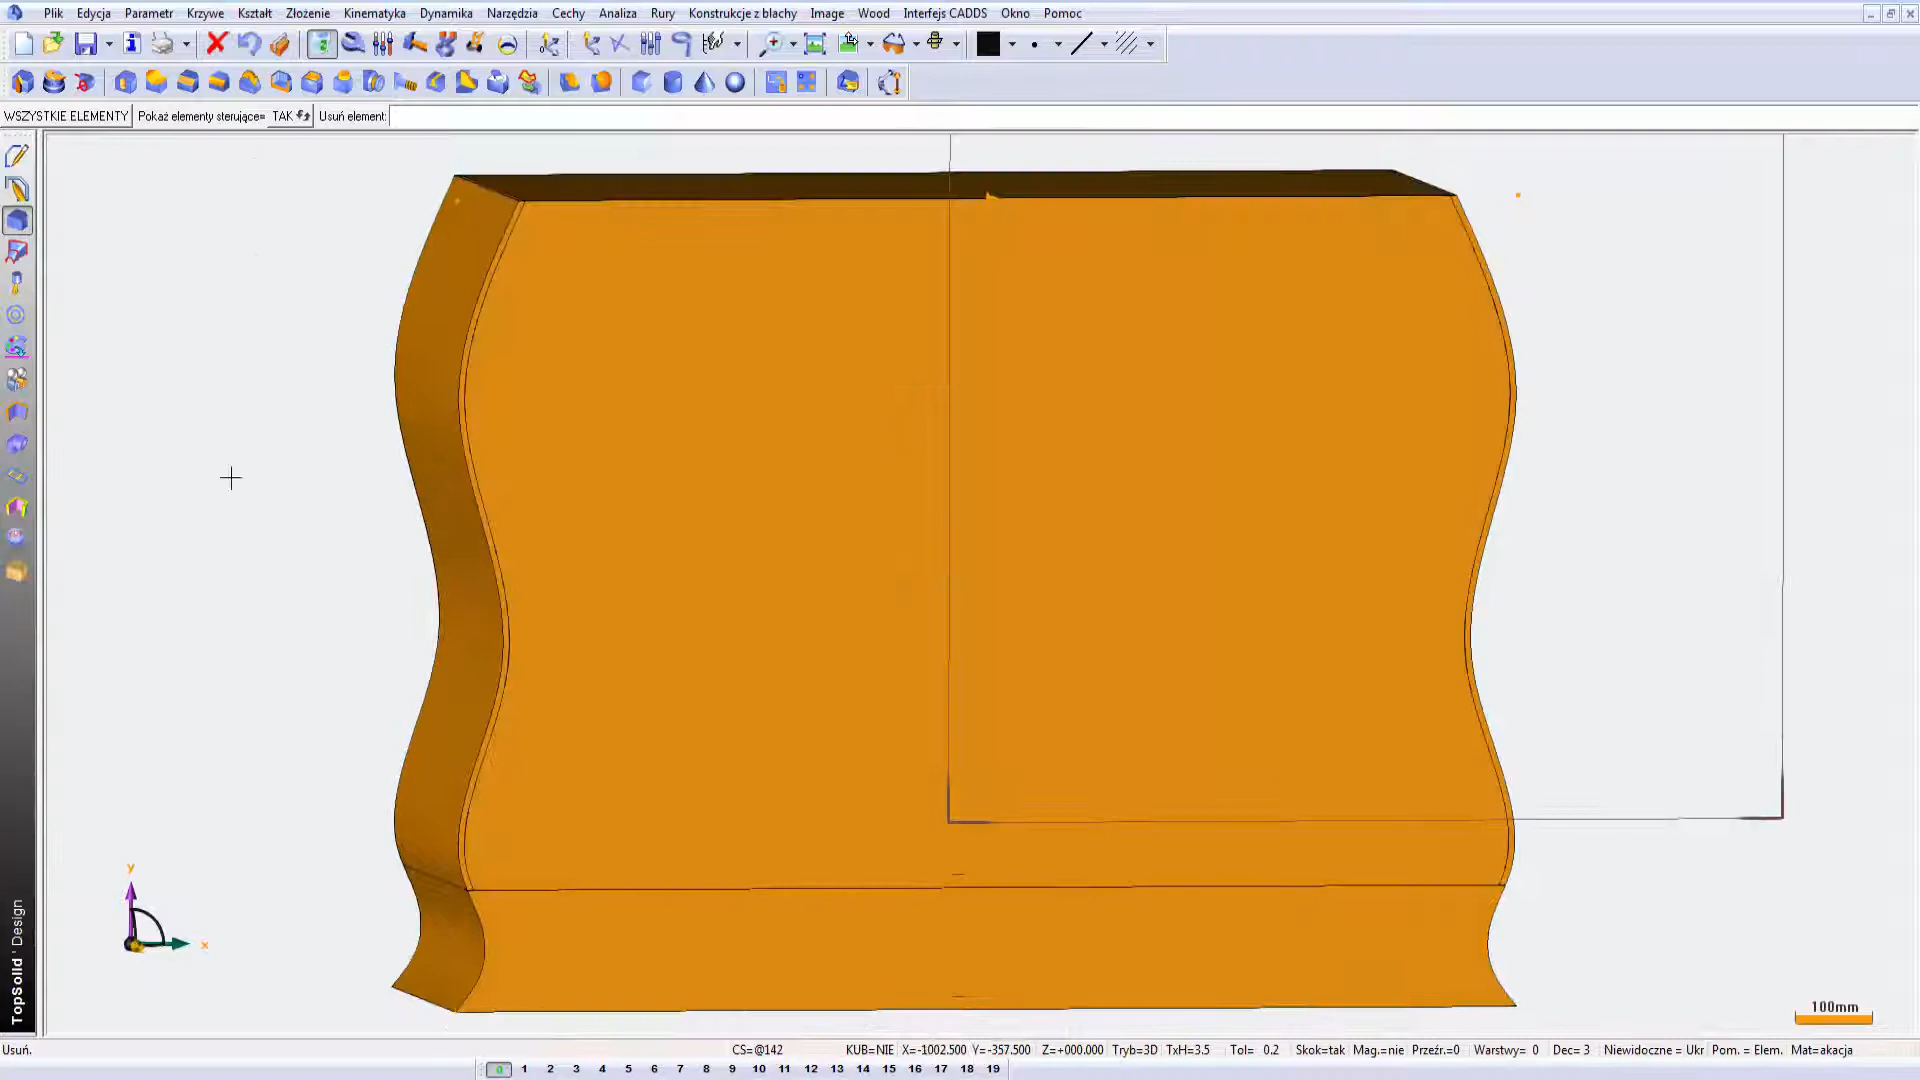 Plik Edycja Parametr Krzywe Kształt Złożenie Kinematyka Dynamika Narzędzia Cechy Analiza Rury Konstrukcje z blachy Image Wood Interfejs CADDS Okno Pomoc
WSZYSTKIE ELEMENTY Pokaż elementy sterujące= TAK Usuń element:
y
x
TopSolid ' Design
100mm
Usuń. CS=@142 KUB=NIE X=-1002.500 Y=-357.500 Z=+000.000 Tryb=3D TxH=3.5 Tol= 0.2 Skok=tak Mag.=nie Przeźr.=0 Warstwy= 0 Dec= 3 Niewidoczne = Ukr Pom. = Elem. Mat=akacja
0 1 2 3 4 5 6 7 8 9 10 11 12 13 14 15 16 17 18 19